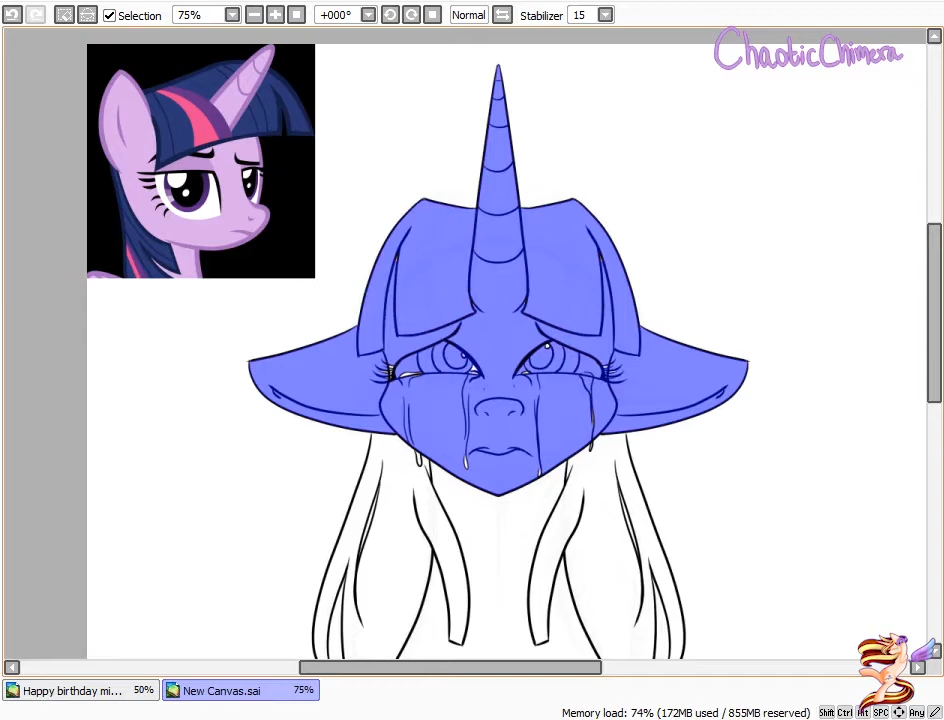 Selection 75% +000° Normal Stabilizer 15
ChaoticChimera
Happy birthday mi... 50% New Canvas.sai 75%
Memory load: 74% (172MB used / 855MB reserved) Shift Ctrl Alt SPC Any